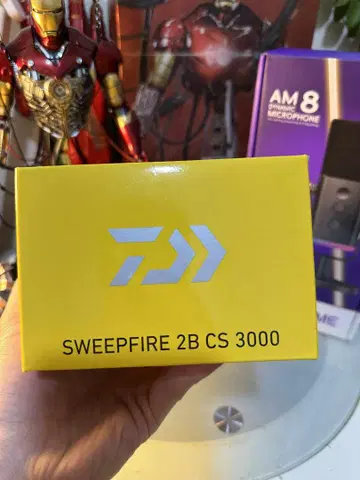 AM 8
DYNAMIC
MICROPHONE
SWEEPFIRE 2B CS 3000